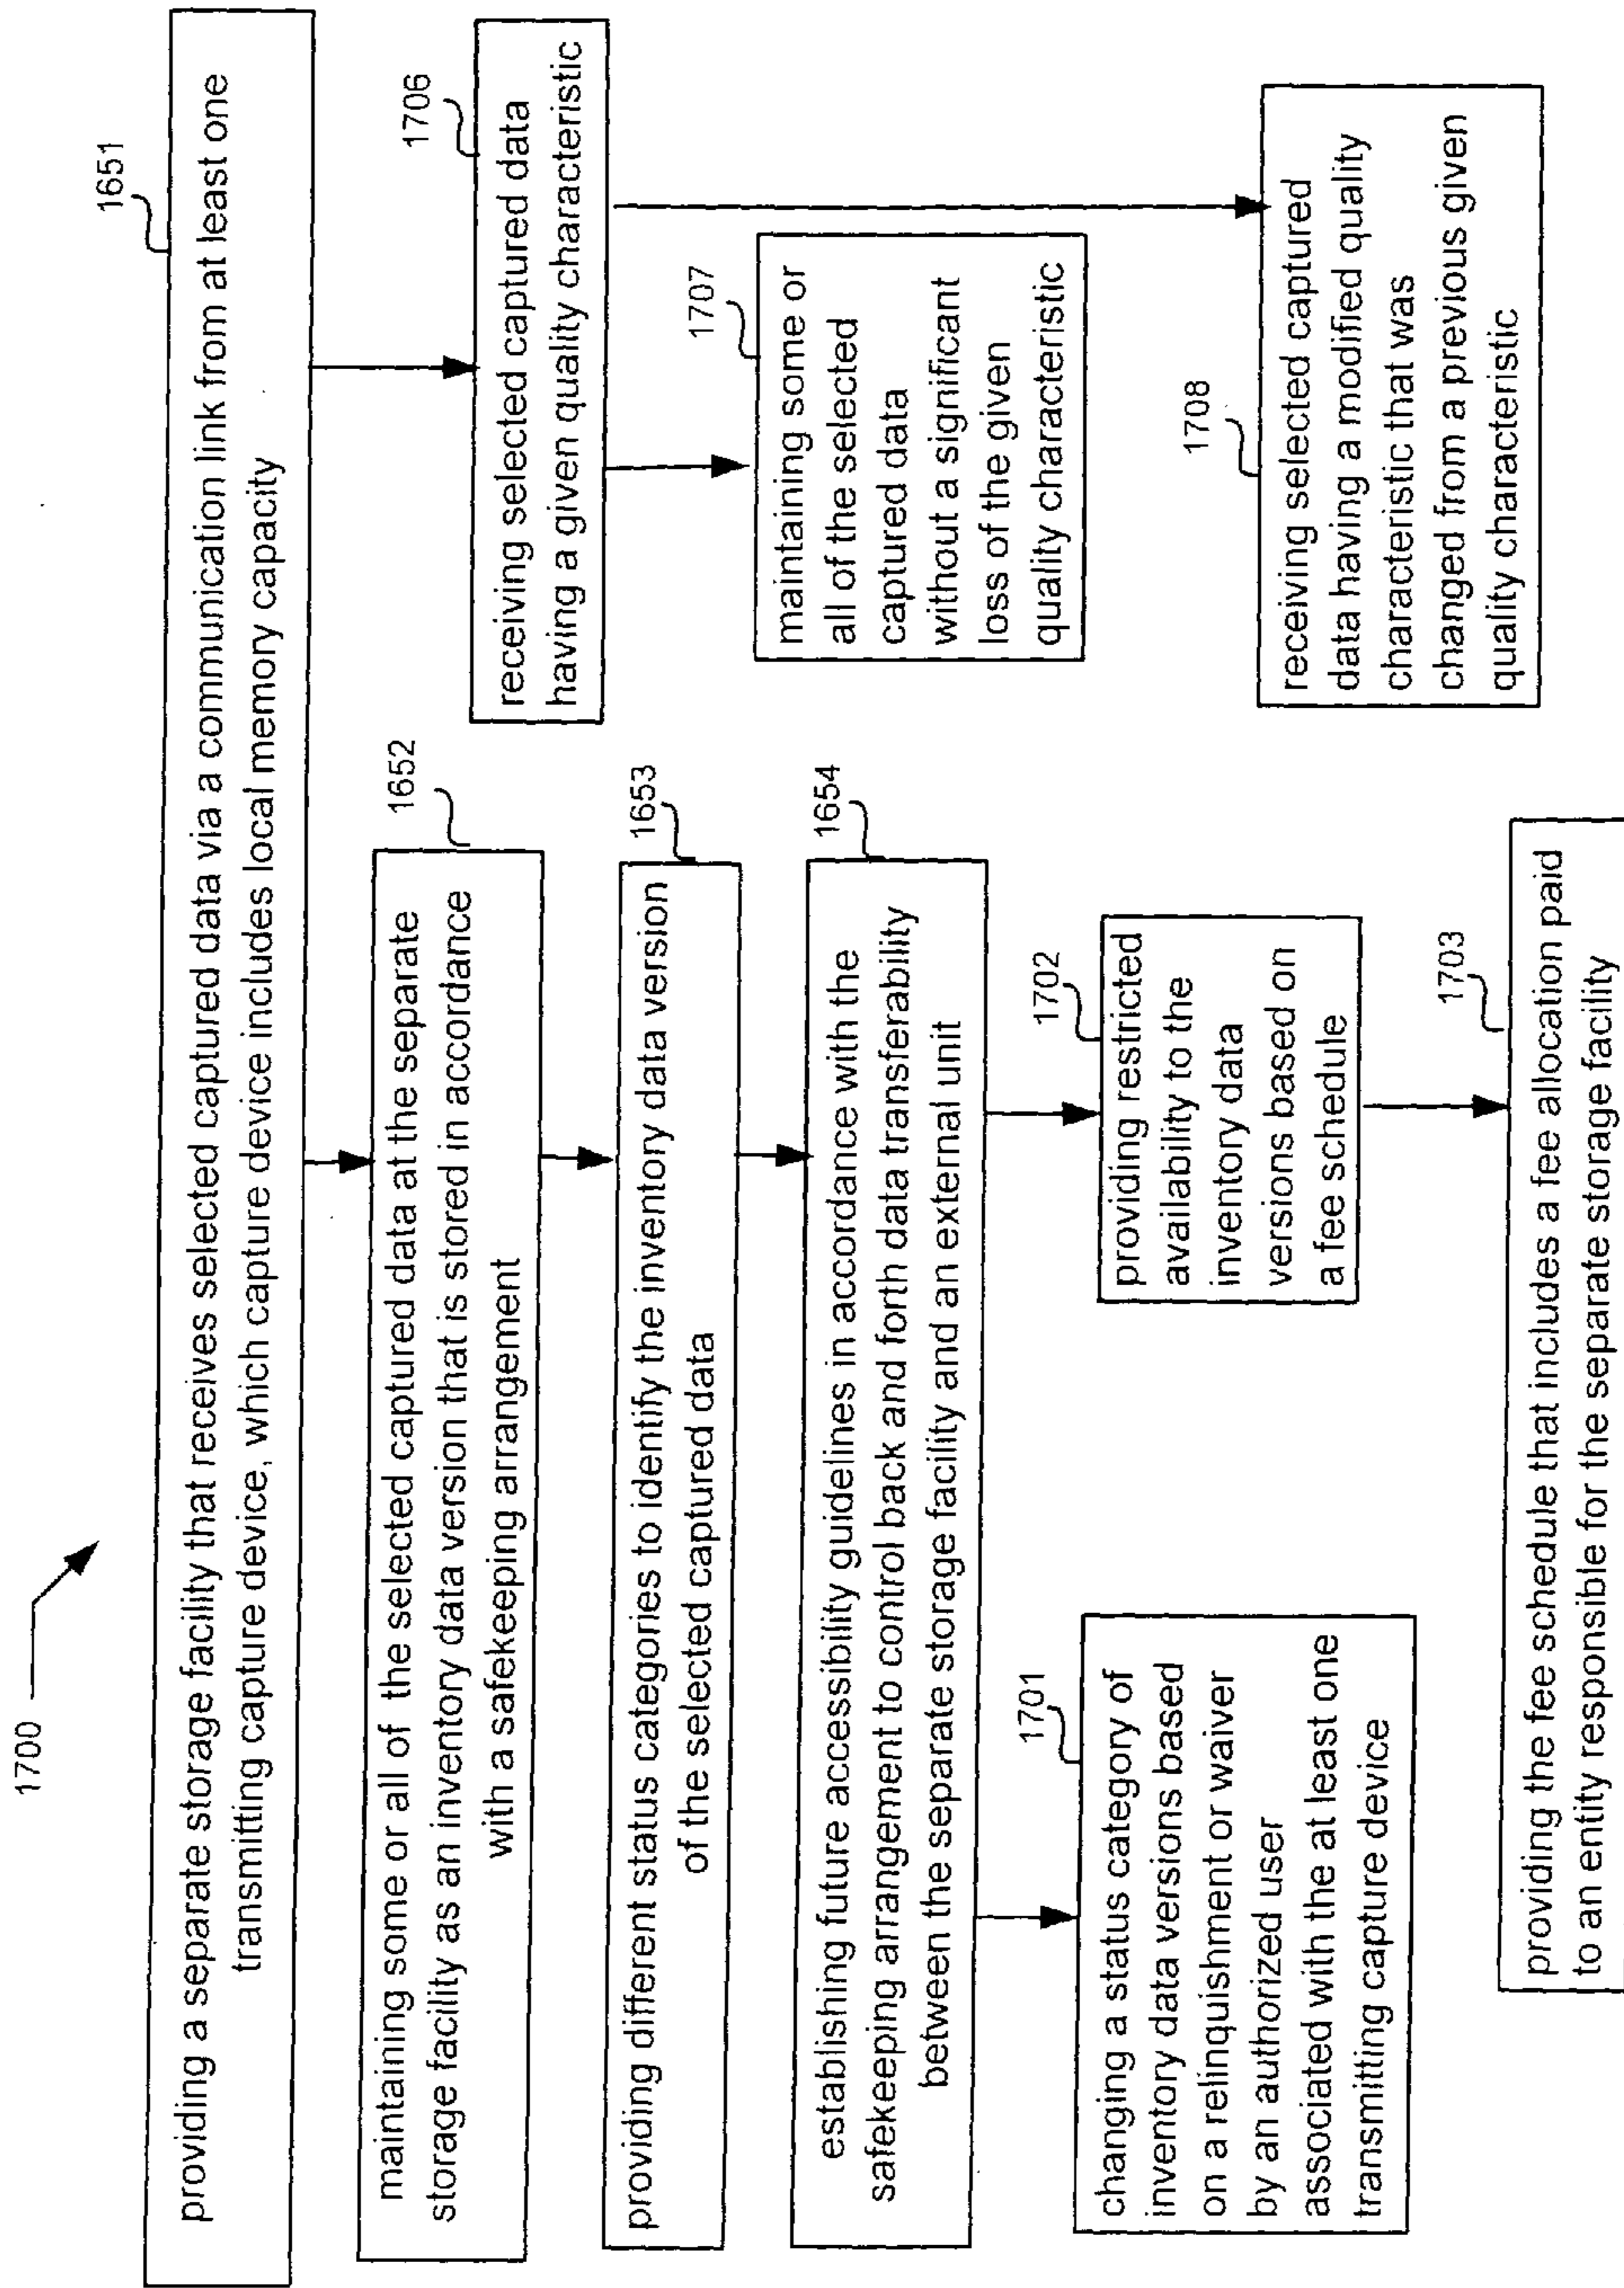 1700
1651
providing a separate storage facility that receives selected captured data via a communication link from at least one
transmitting capture device, which capture device includes local memory capacity
1652
maintaining some or all of the selected captured data at the separate
storage facility as an inventory data version that is stored in accordance
with a safekeeping arrangement
1653
providing different status categories to identify the inventory data version
of the selected captured data
1654
establishing future accessibility guidelines in accordance with the
safekeeping arrangement to control back and forth data transferability
between the separate storage facility and an external unit
1701
changing a status category of
inventory data versions based
on a relinquishment or waiver
by an authorized user
associated with the at least one
transmitting capture device
1702
providing restricted
availability to the
inventory data
versions based on
a fee schedule
1703
providing the fee schedule that includes a fee allocation paid
to an entity responsible for the separate storage facility
1706
receiving selected captured data
having a given quality characteristic
1707
maintaining some or
all of the selected
captured data
without a significant
loss of the given
quality characteristic
1708
receiving selected captured
data having a modified quality
characteristic that was
changed from a previous given
quality characteristic